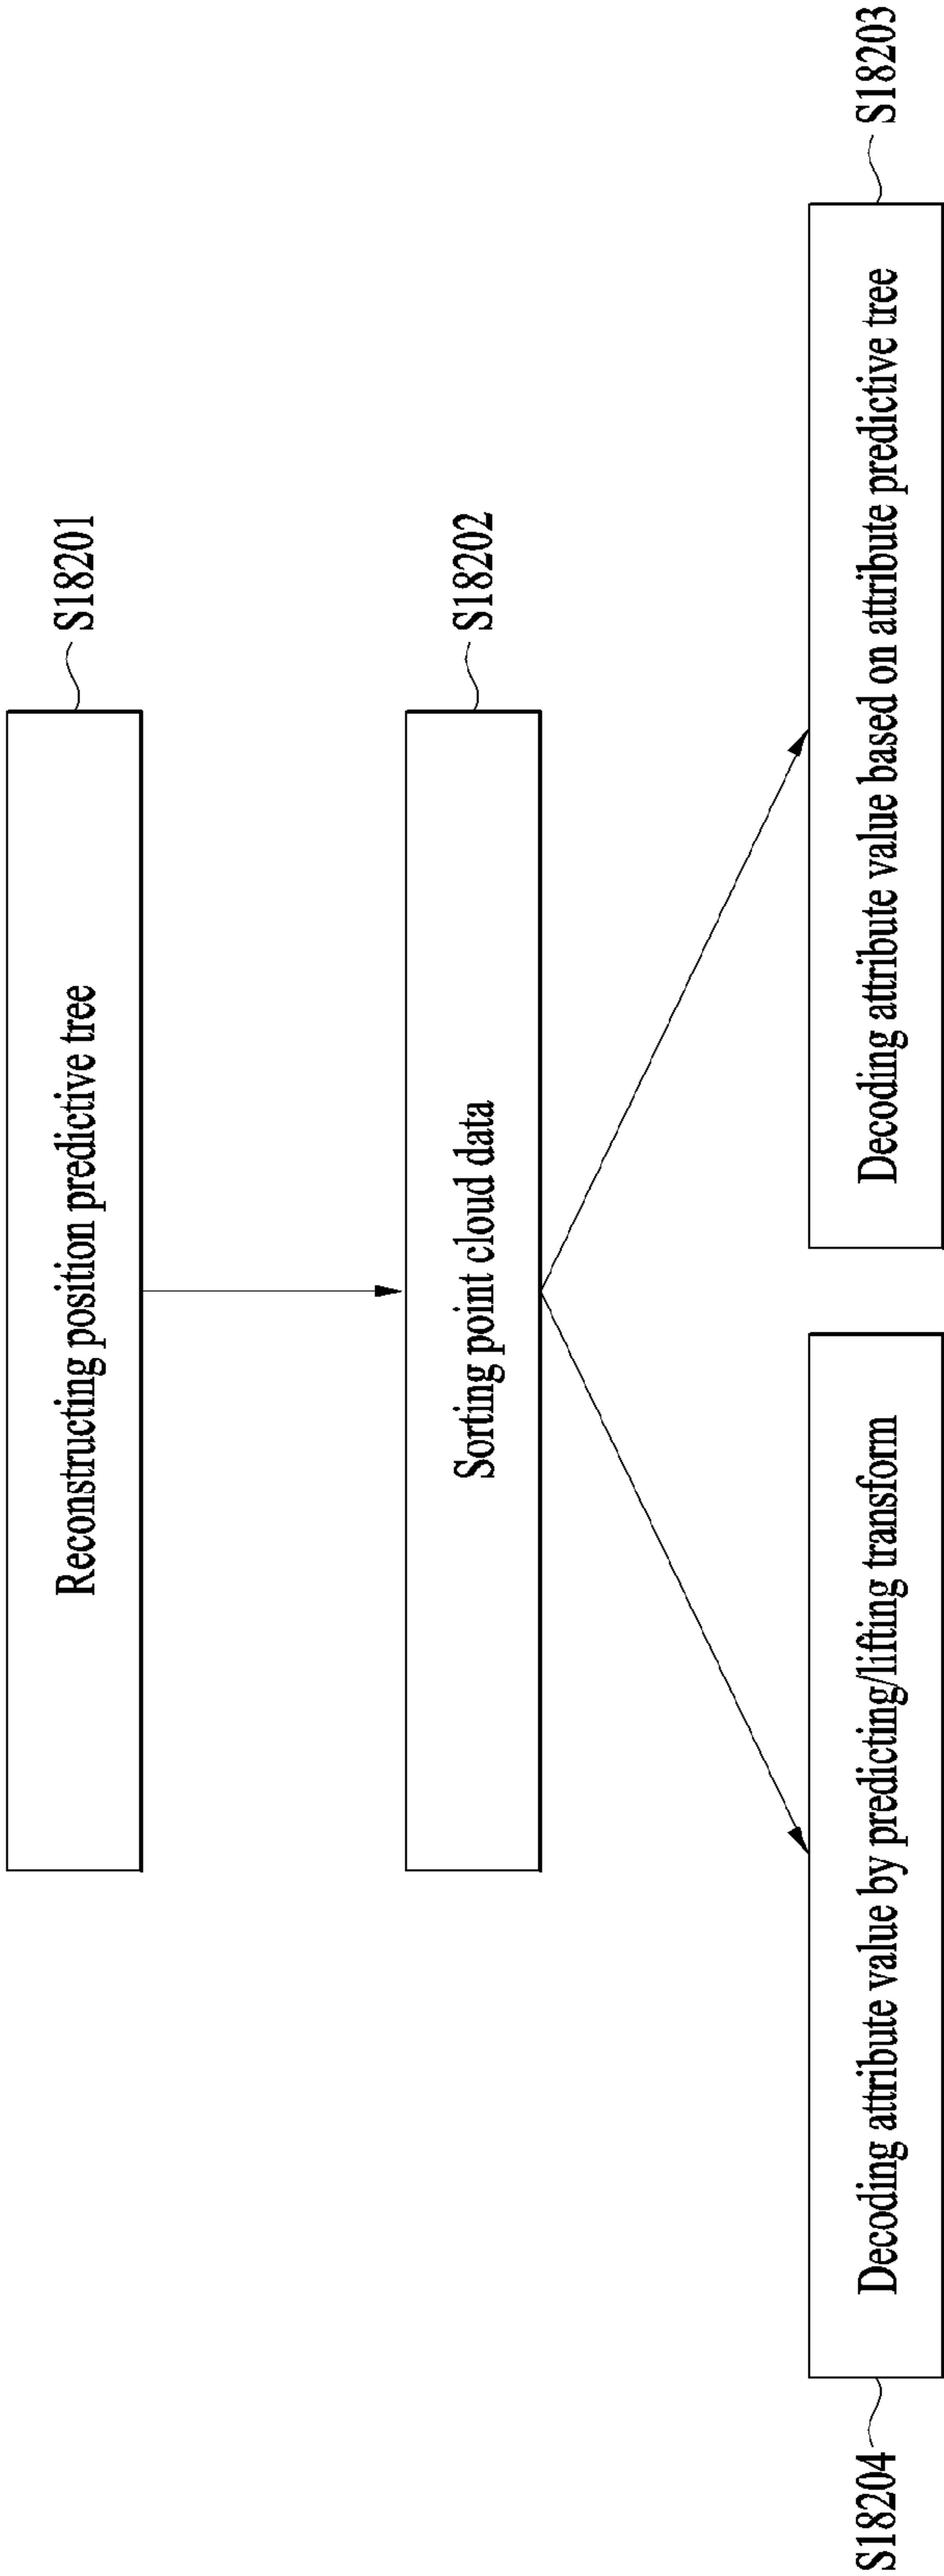 Reconstructing position predictive tree
S18201
Sorting point cloud data
S18202
S18204
Decoding attribute value by predicting/lifting transform
Decoding attribute value based on attribute predictive tree
S18203